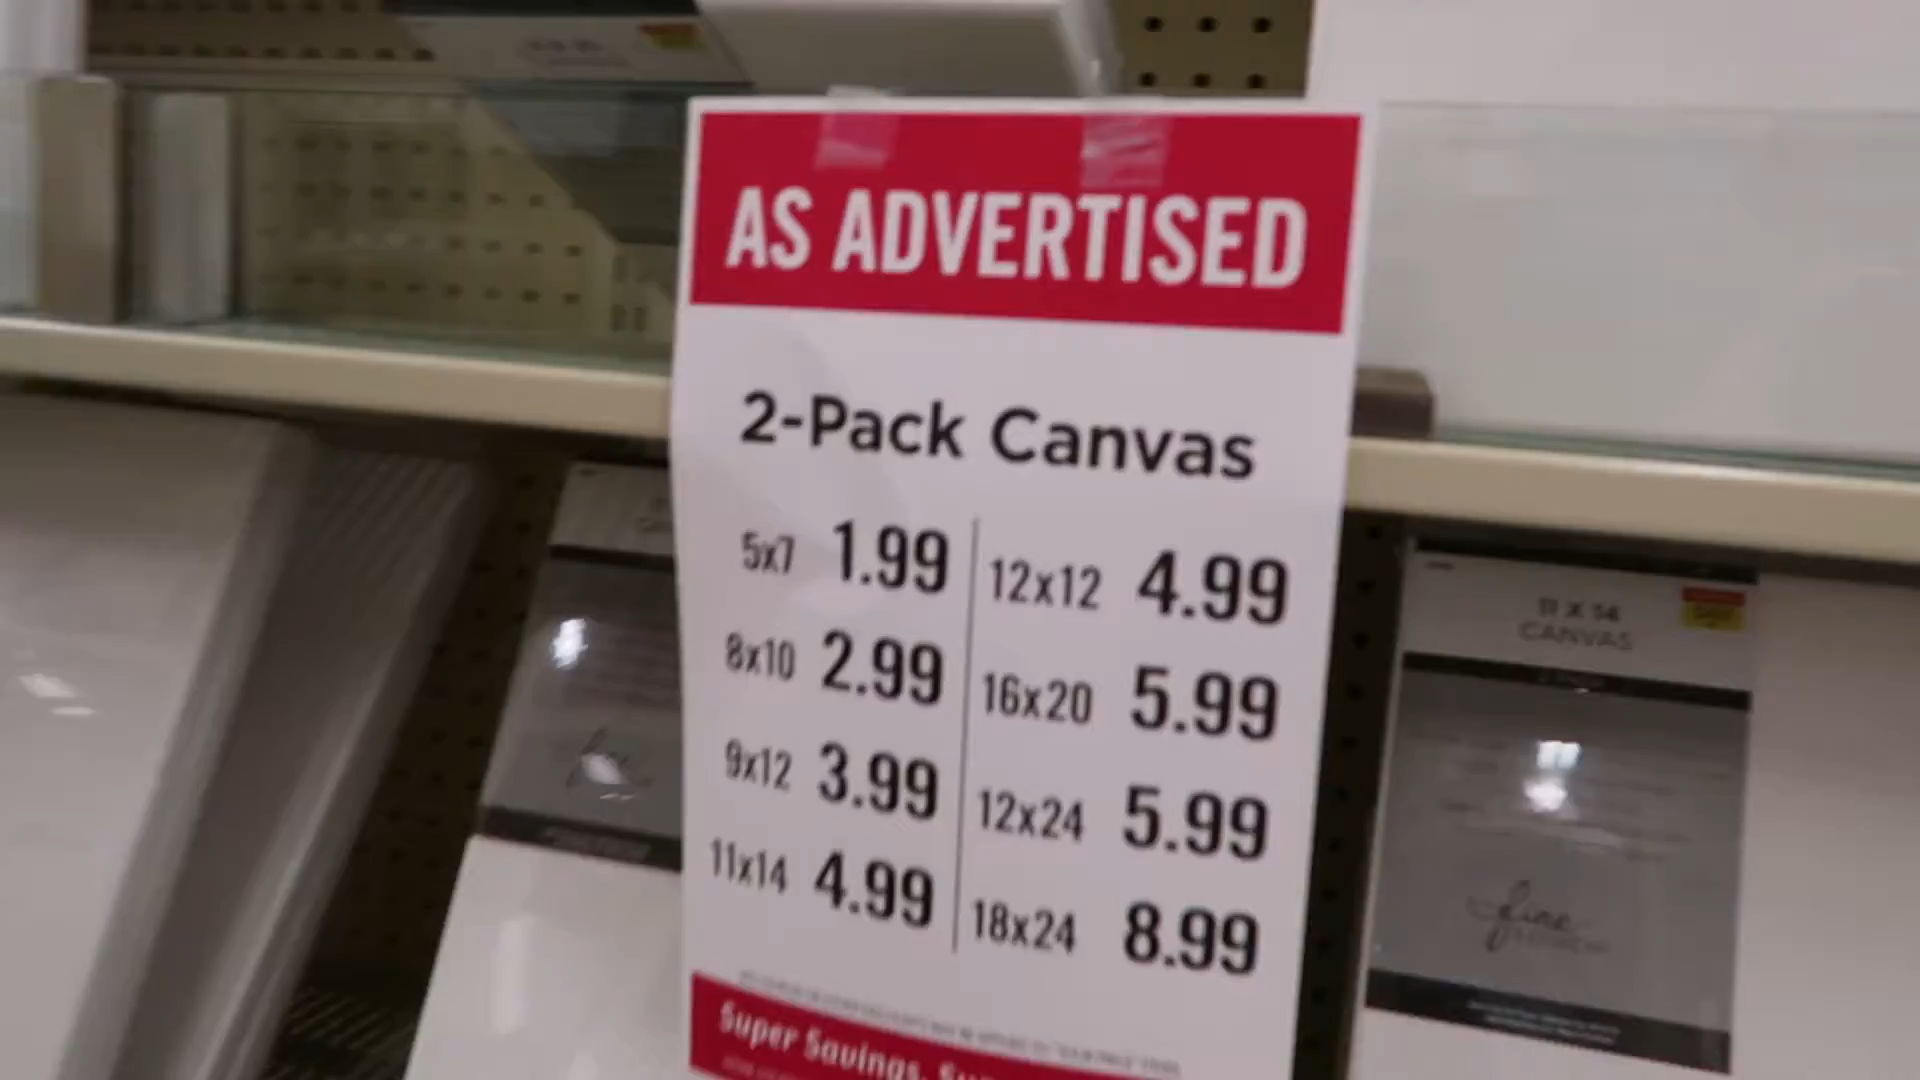 AS ADVERTISED
2-Pack Canvas
5x7 1.99
8x10 2.99
9x12 3.99
11x14 4.99
12x12 4.99
16x20 5.99
12x24 5.99
18x24 8.99
Super Savings.
11 X 14
CANVAS
fine